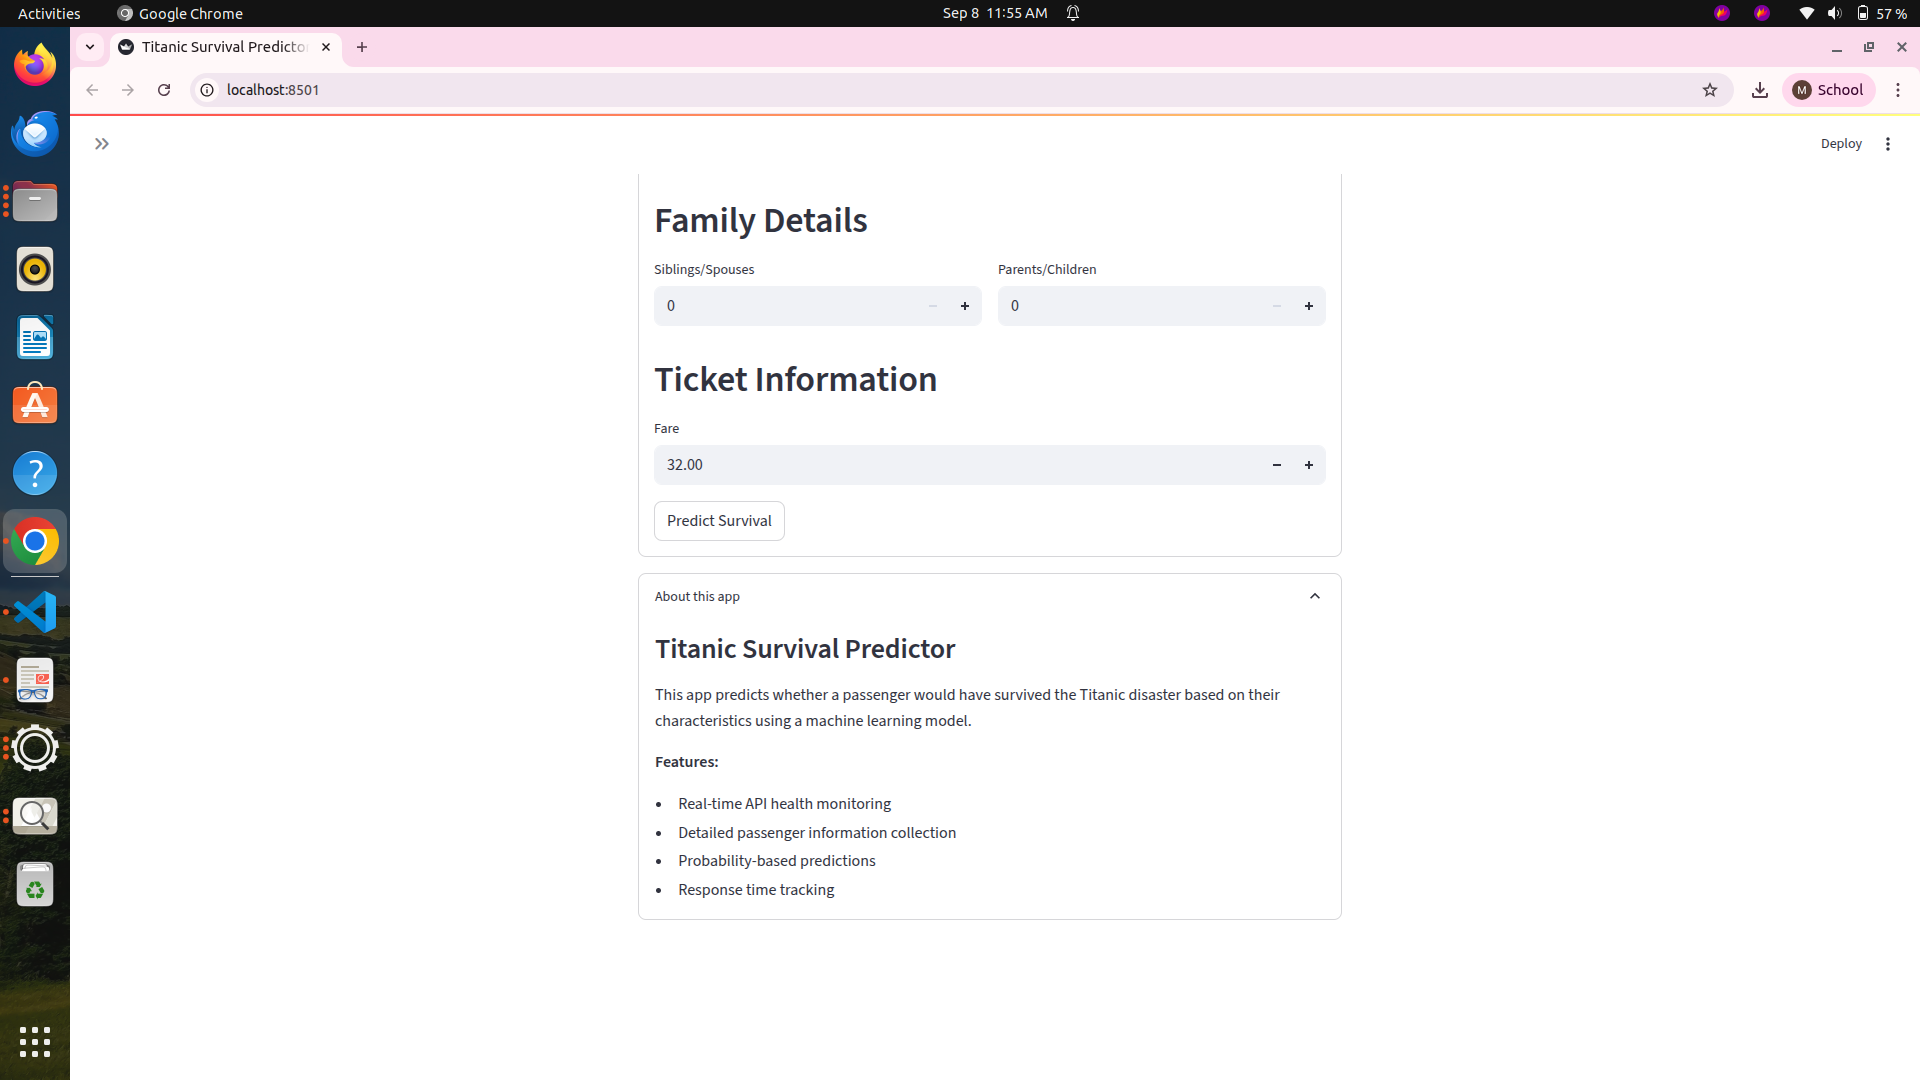 Activities
Google Chrome
Sep 8 11:55 AM
57 %
Titanic Survival Predicto
localhost:8501
M
School
Deploy
Family Details
Siblings/Spouses
Parents/Children
0
0
Ticket Information
Fare
32.00
Predict Survival
About this app
Titanic Survival Predictor
This app predicts whether a passenger would have survived the Titanic disaster based on their
characteristics using a machine learning model.
Features:
• Real-time API health monitoring
• Detailed passenger information collection
• Probability-based predictions
• Response time tracking